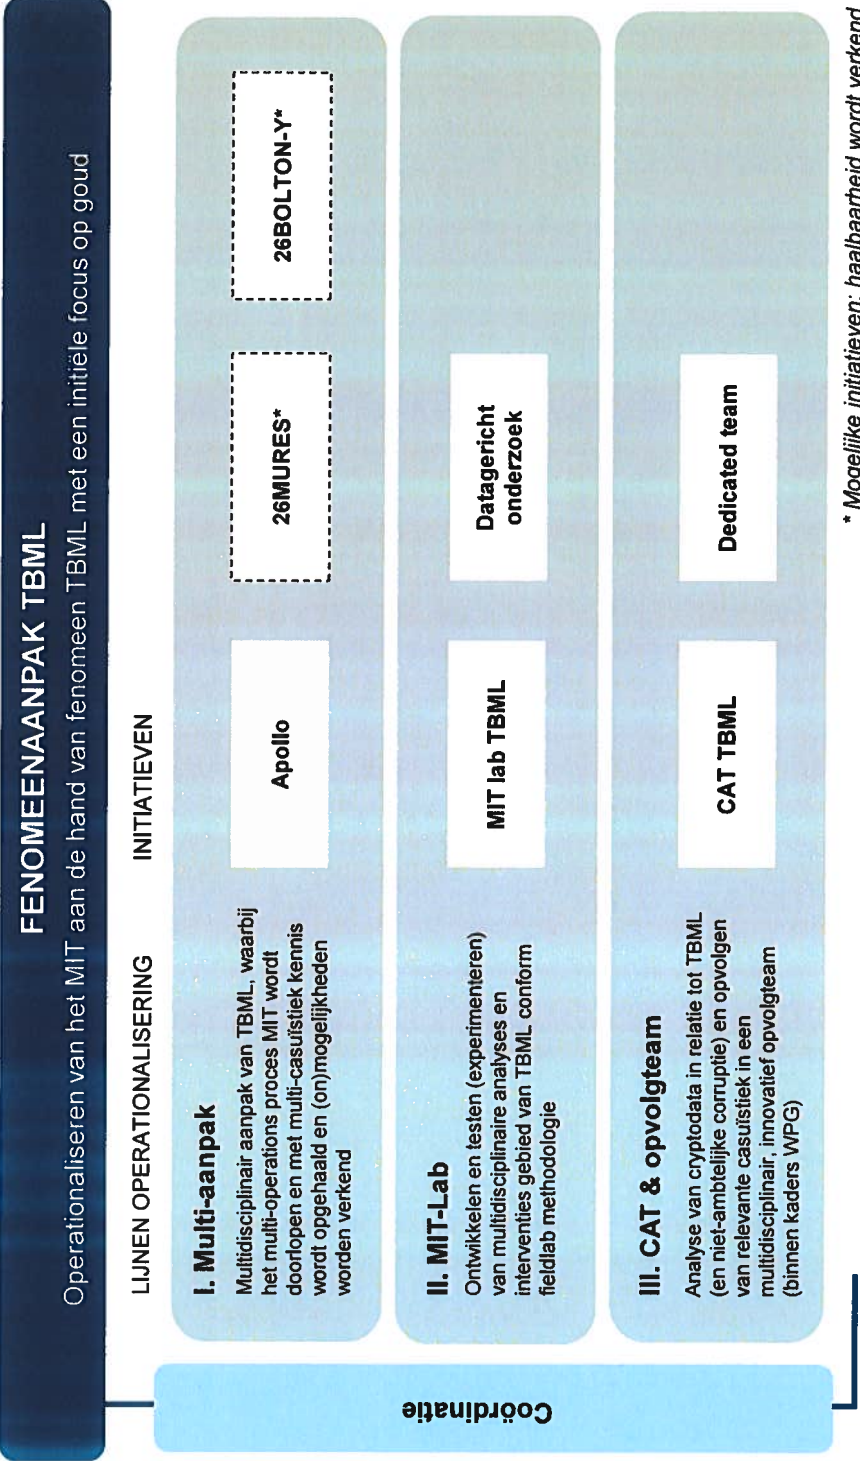 FENOMEENAANPAK TBML
Operationaliseren van het MIT aan de hand van fenomeen TBML met een initiële focus op goud
LIJNEN OPERATIONALISERING
INITIATIEVEN
Coördinatie
I. Multi-aanpak
Multidisciplinair aanpak van TBML, waarbij
het multi-operations proces MIT wordt
doorlopen en met multi-casuïstiek kennis
wordt opgehaald en (on)mogelijkheden
worden verkend
Apollo
26MURES*
26BOLTON-Y*
II. MIT-Lab
Ontwikkelen en testen (experimenteren)
van multidisciplinaire analyses en
interventies gebied van TBML conform
fieldlab methodologie
MIT lab TBML
Datagericht
onderzoek
III. CAT & opvolgteam
Analyse van cryptodata in relatie tot TBML
(en niet-ambtelijke corruptie) en opvolgen
van relevante casuïstiek in een
multidisciplinair, innovatief opvolgteam
(binnen kaders WPG)
CAT TBML
Dedicated team
* Mogelijke initiatieven; haalbaarheid wordt verkend